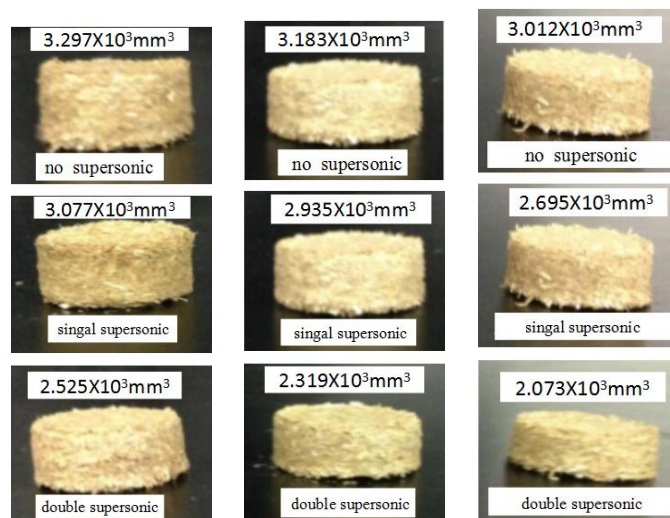 3.297X10³mm³
no supersonic
3.183X10³mm³
no supersonic
3.012X10³mm³
no supersonic
3.077X10³mm³
singal supersonic
2.935X10³mm³
singal supersonic
2.695X10³mm³
singal supersonic
2.525X10³mm³
double supersonic
2.319X10³mm³
double supersonic
2.073X10³mm³
double supersonic